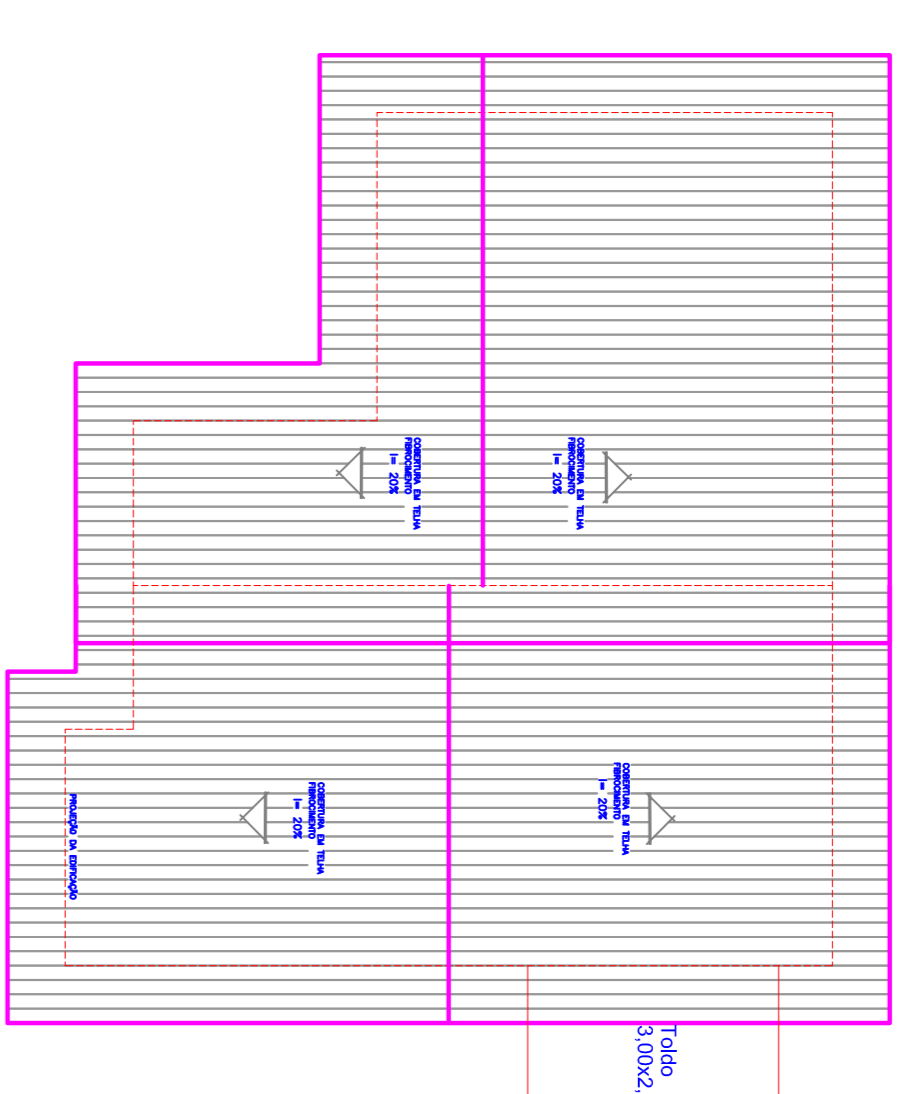 COBERTURA EM TELHA
FIBROCIMENTO
I= 20%
COBERTURA EM TELHA
FIBROCIMENTO
I= 20%
COBERTURA EM TELHA
FIBROCIMENTO
I= 20%
COBERTURA EM TELHA
FIBROCIMENTO
I= 20%
PROJEÇÃO DA EDIFICAÇÃO
Toldo
3,00x2,